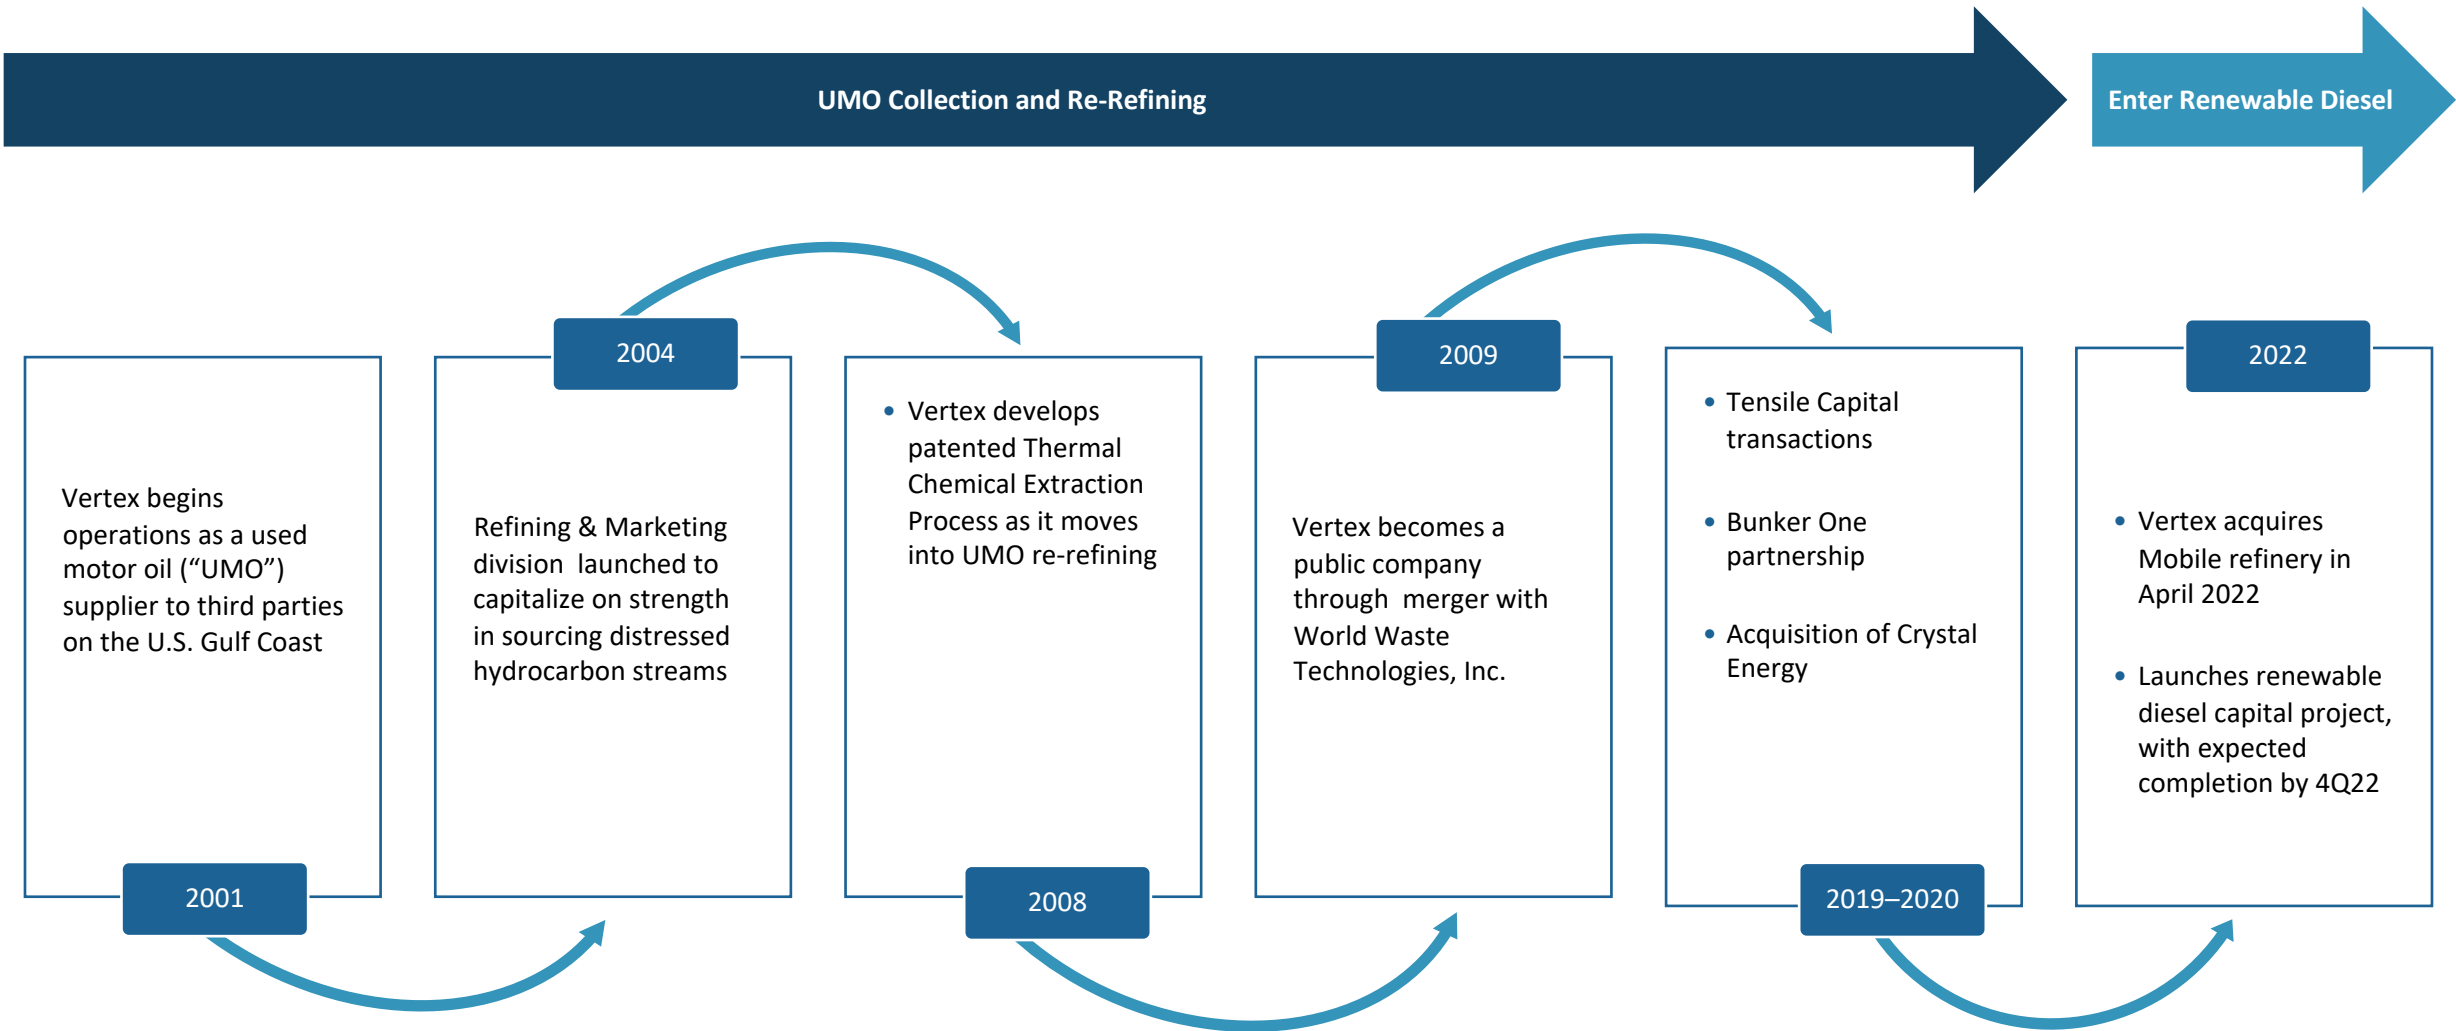 UMO Collection and Re-Refining
Enter Renewable Diesel
Vertex begins
operations as a used
motor oil (“UMO”)
supplier to third parties
on the U.S. Gulf Coast
2001
2004
Refining & Marketing
division launched to
capitalize on strength
in sourcing distressed
hydrocarbon streams
• Vertex develops
patented Thermal
Chemical Extraction
Process as it moves
into UMO re-refining
2008
2009
Vertex becomes a
public company
through merger with
World Waste
Technologies, Inc.
• Tensile Capital
transactions
• Bunker One
partnership
• Acquisition of Crystal
Energy
2019–2020
2022
• Vertex acquires
Mobile refinery in
April 2022
• Launches renewable
diesel capital project,
with expected
completion by 4Q22